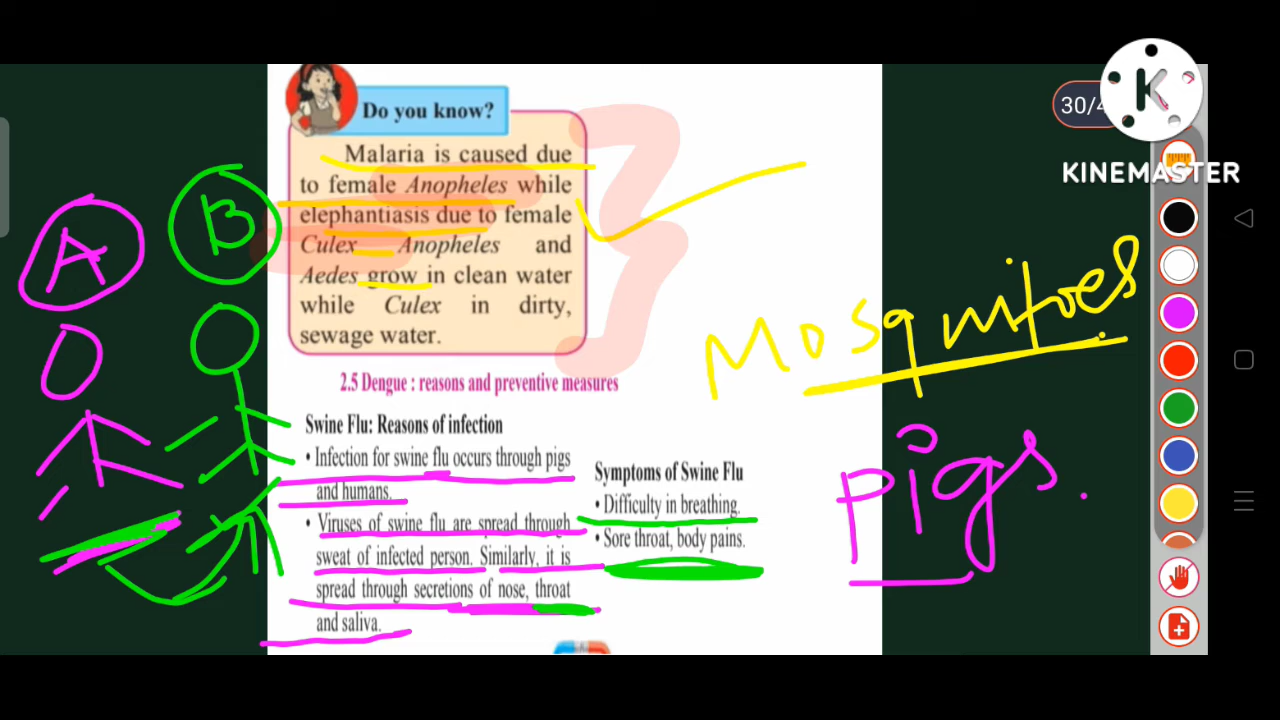 30/4
KINEMASTER
Do you know?
Malaria is caused due
to female Anopheles while
elephantiasis due to female
Culex Anopheles and
Aedes grow in clean water
while Culex in dirty,
sewage water.
A
B
Mosquitoes
2.5 Dengue : reasons and preventive measures
Swine Flu: Reasons of infection
• Infection for swine flu occurs through pigs
and humans.
• Viruses of swine flu are spread through
sweat of infected person. Similarly, it is
spread through secretions of nose, throat
and saliva.
Symptoms of Swine Flu
• Difficulty in breathing.
• Sore throat, body pains.
pigs.